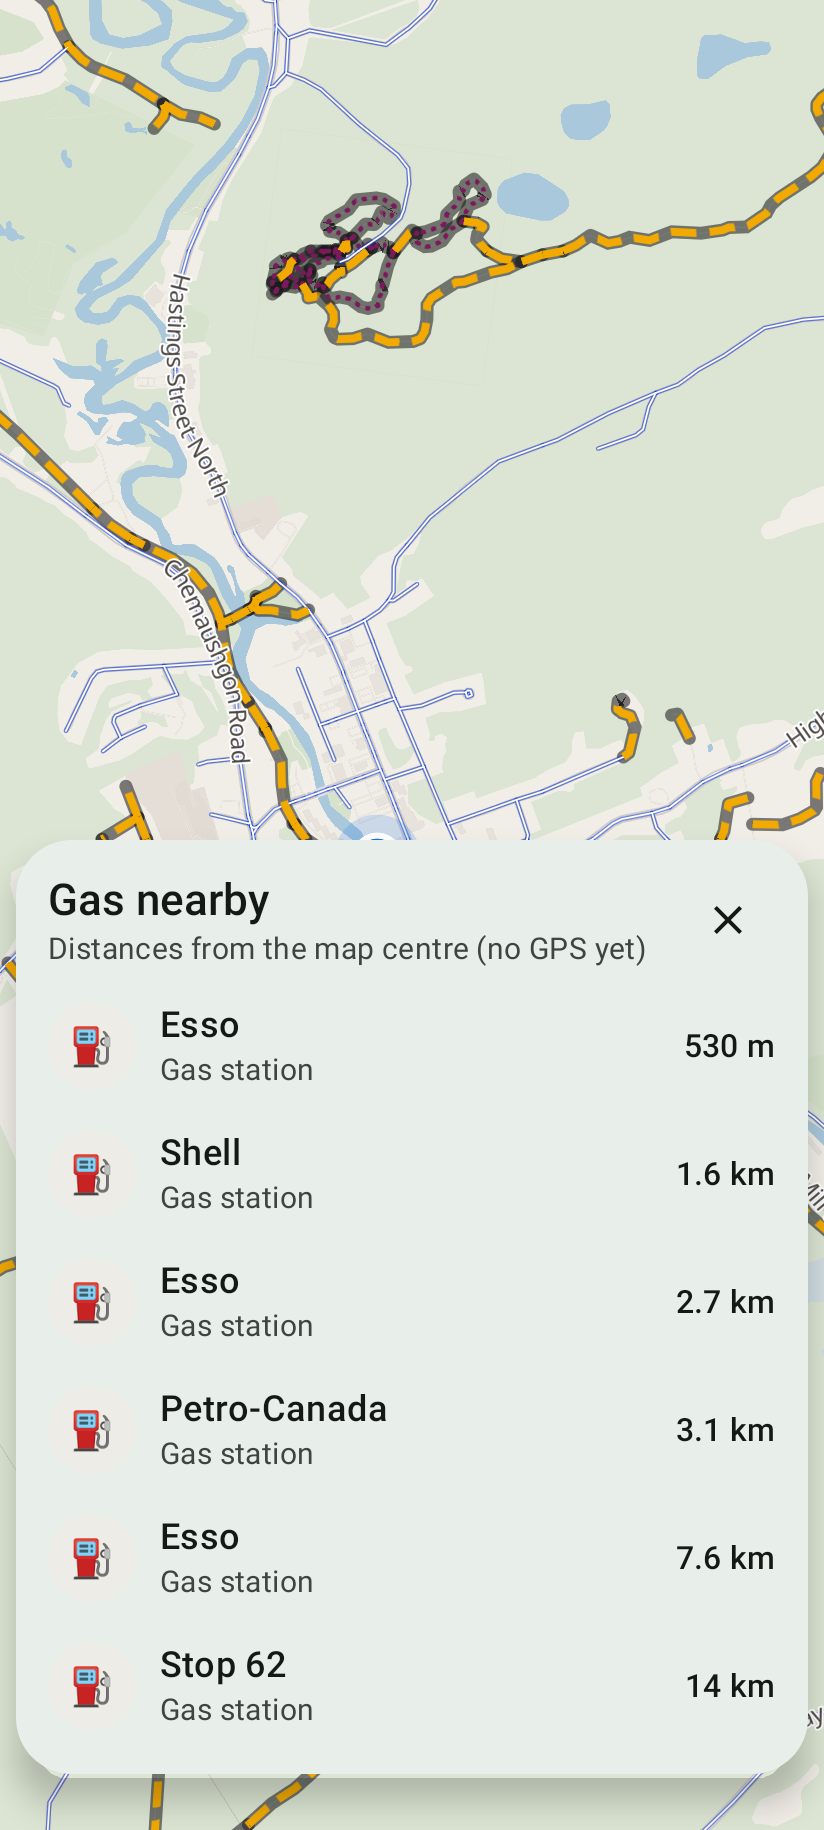 Hastings Street North
Chemaushgon Road
High
Gas nearby
Distances from the map centre (no GPS yet)
Esso
Gas station
530 m
Shell
Gas station
1.6 km
Esso
Gas station
2.7 km
Petro-Canada
Gas station
3.1 km
Esso
Gas station
7.6 km
Stop 62
Gas station
14 km